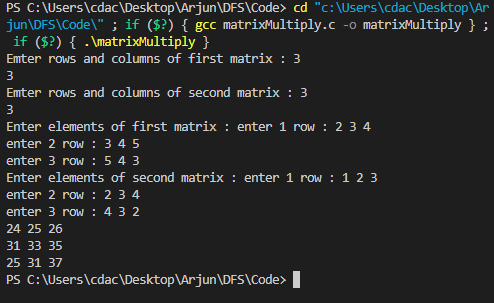 PS C:\Users\cdac\Desktop\Arjun\DFS\Code> cd "c:\Users\cdac\Desktop\Ar
jun\DFS\Code\" ; if ($?) { gcc matrixMultiply.c -o matrixMultiply } ;
 if ($?) { .\matrixMultiply }
Emter rows and columns of first matrix : 3
3
Emter rows and columns of second matrix : 3
3
Enter elements of first matrix : enter 1 row : 2 3 4
enter 2 row : 3 4 5
enter 3 row : 5 4 3
Enter elements of second matrix : enter 1 row : 1 2 3
enter 2 row : 2 3 4
enter 3 row : 4 3 2
24 25 26
31 33 35
25 31 37
PS C:\Users\cdac\Desktop\Arjun\DFS\Code>